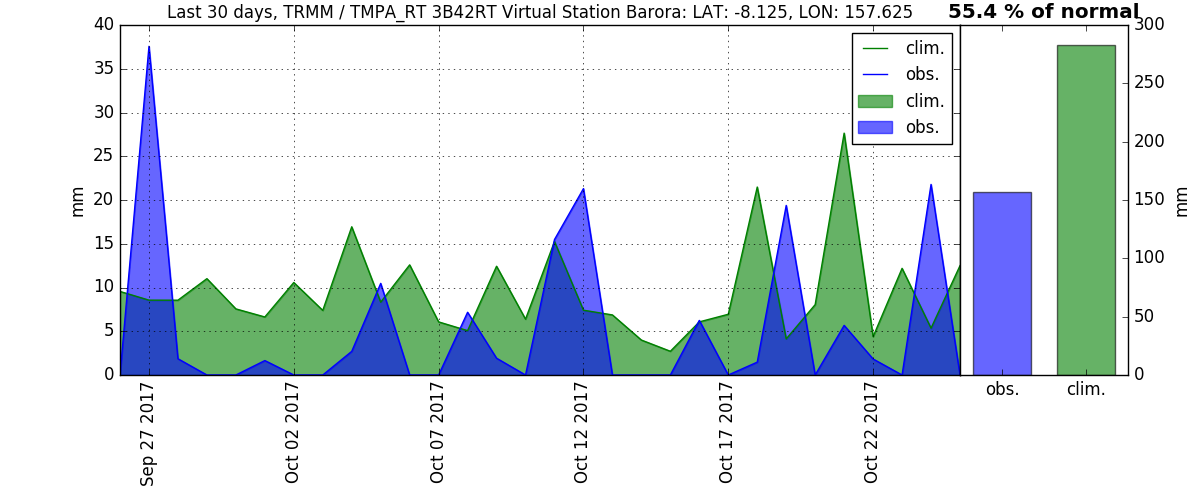 Last 30 days, TRMM / TMPA_RT 3B42RT Virtual Station Barora: LAT: -8.125, LON: 157.625
55.4 % of normal
40
35
30
25
20
15
10
5
0
mm
clim.
obs.
clim.
obs.
Sep 27 2017
Oct 02 2017
Oct 07 2017
Oct 12 2017
Oct 17 2017
Oct 22 2017
300
250
200
150
100
50
0
mm
obs.
clim.